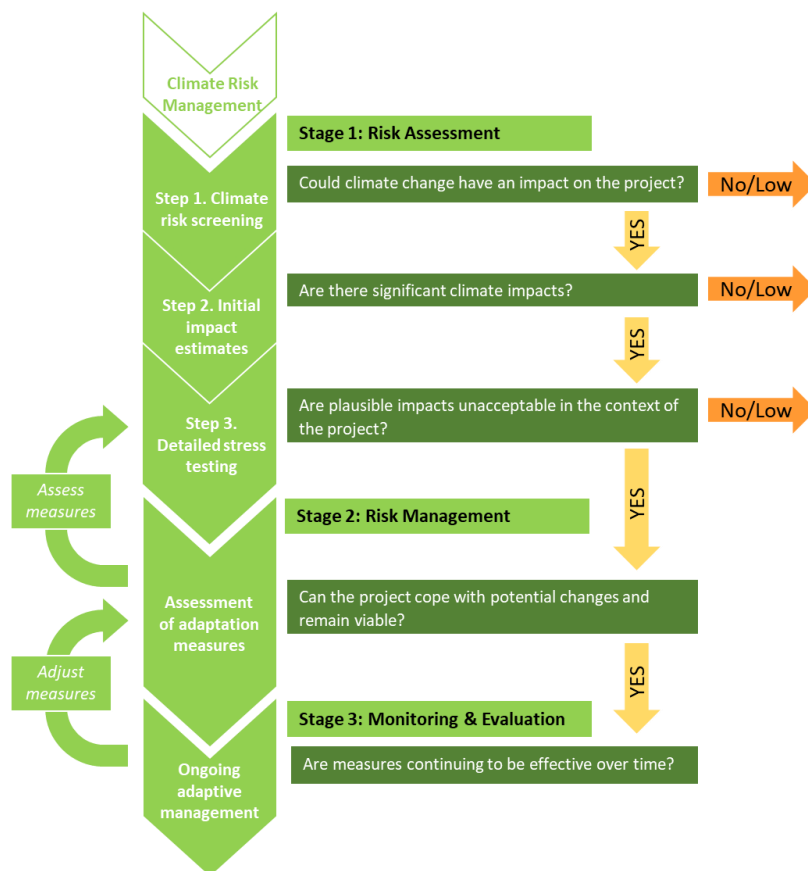 Climate Risk
Management
Stage 1: Risk Assessment
Step 1. Climate
risk screening
Could climate change have an impact on the project?
No/Low
YES
Step 2. Initial
impact
estimates
Are there significant climate impacts?
No/Low
YES
Step 3.
Detailed stress
testing
Are plausible impacts unacceptable in the context of
the project?
No/Low
YES
Assess
measures
Stage 2: Risk Management
Assessment
of adaptation
measures
Can the project cope with potential changes and
remain viable?
YES
Adjust
measures
Stage 3: Monitoring & Evaluation
Ongoing
adaptive
management
Are measures continuing to be effective over time?